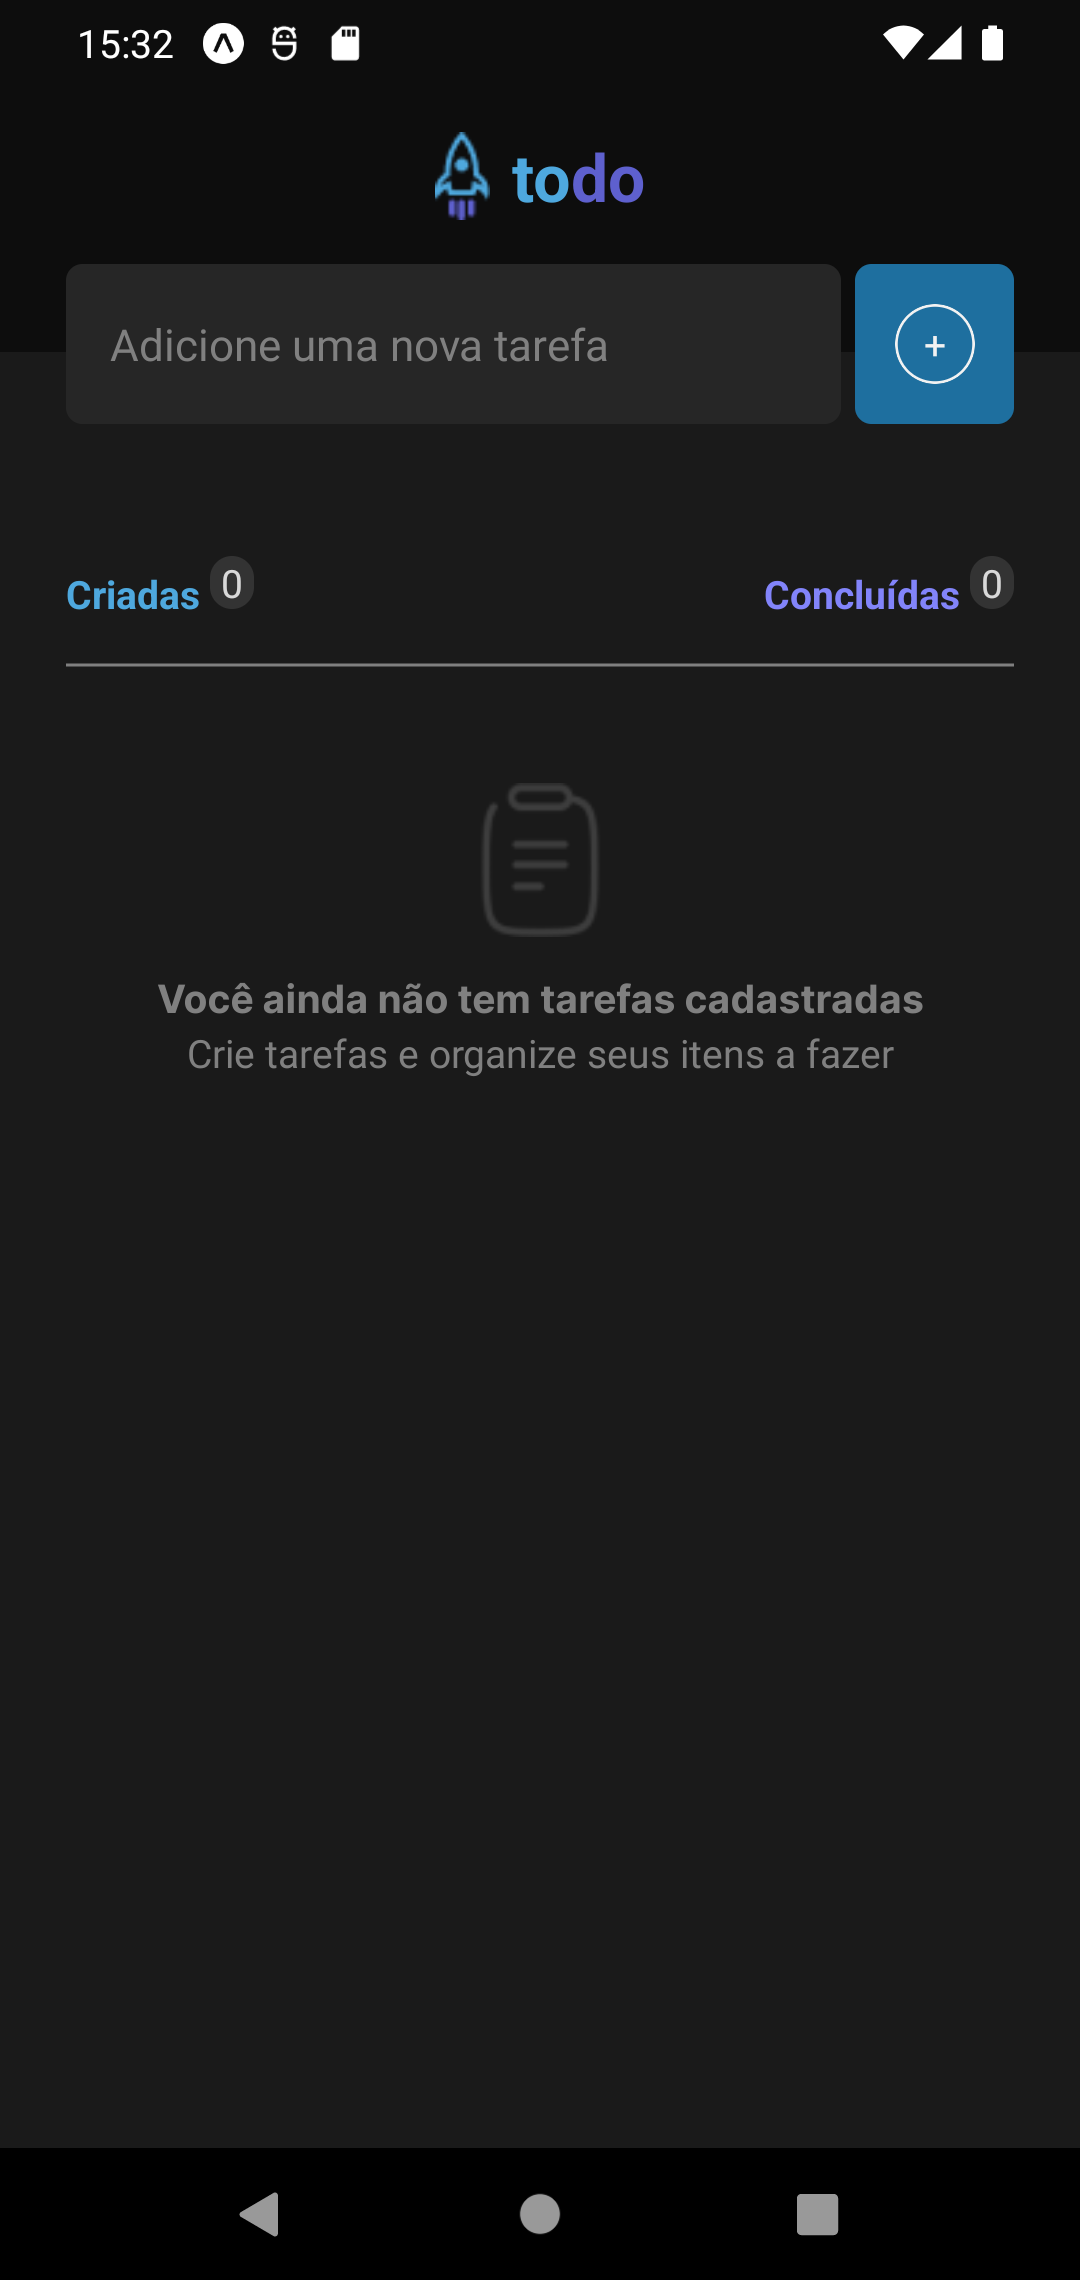 15:32
todo
Adicione uma nova tarefa
+
Criadas 0
Concluídas 0
Você ainda não tem tarefas cadastradas
Crie tarefas e organize seus itens a fazer